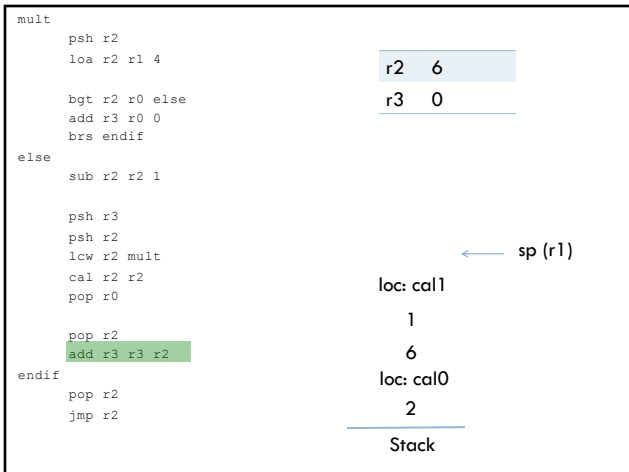 mult
psh r2
loa r2 r1 4
bgt r2 r0 else
add r3 r0 0
brs endif
else
sub r2 r2 1
psh r3
psh r2
lcw r2 mult
cal r2 r2
pop r0
pop r2
add r3 r3 r2
endif
pop r2
jmp r2
r2 6
r3 0
sp (r1)
loc: cal1
1
6
loc: cal0
2
Stack